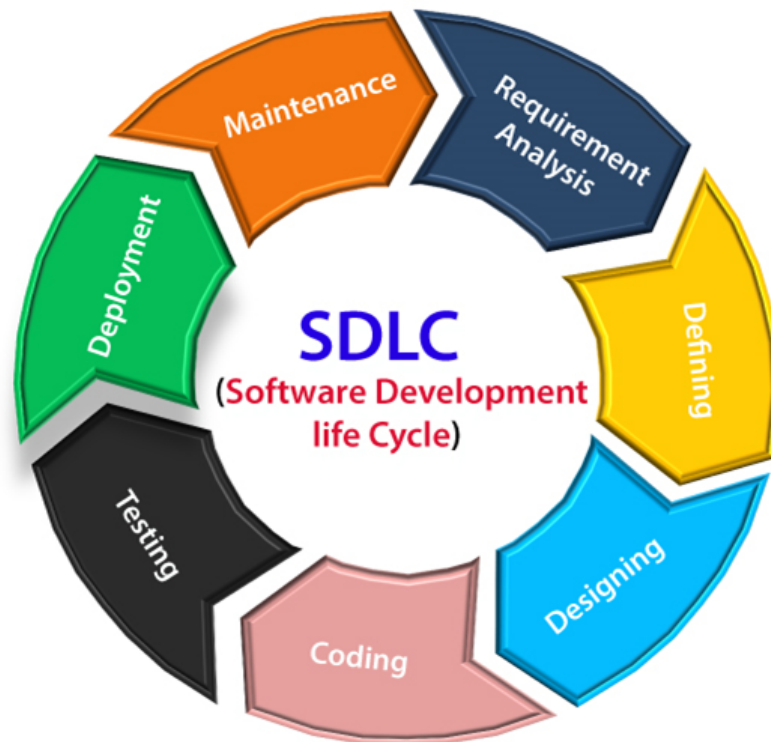 SDLC
(Software Development
life Cycle)
Requirement
Analysis
Defining
Designing
Coding
Testing
Deployment
Maintenance